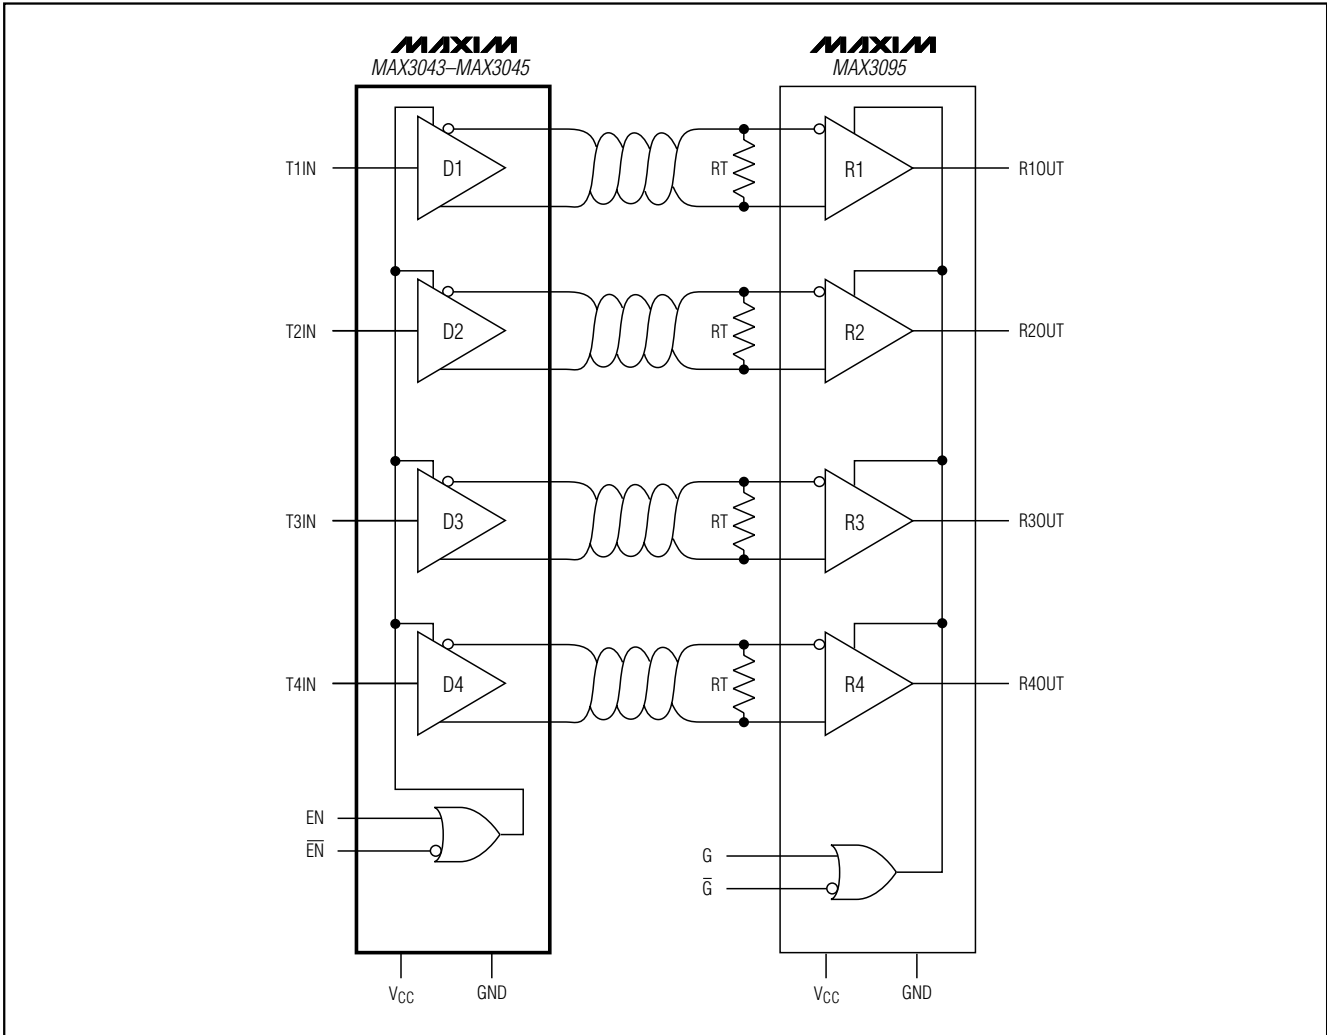 MAXIM
MAX3043–MAX3045
MAXIM
MAX3095
T1IN
D1
RT
R1
R1OUT
T2IN
D2
RT
R2
R2OUT
T3IN
D3
RT
R3
R3OUT
T4IN
D4
RT
R4
R4OUT
EN
E̅N̅
G
G̅
VCC
GND
VCC
GND